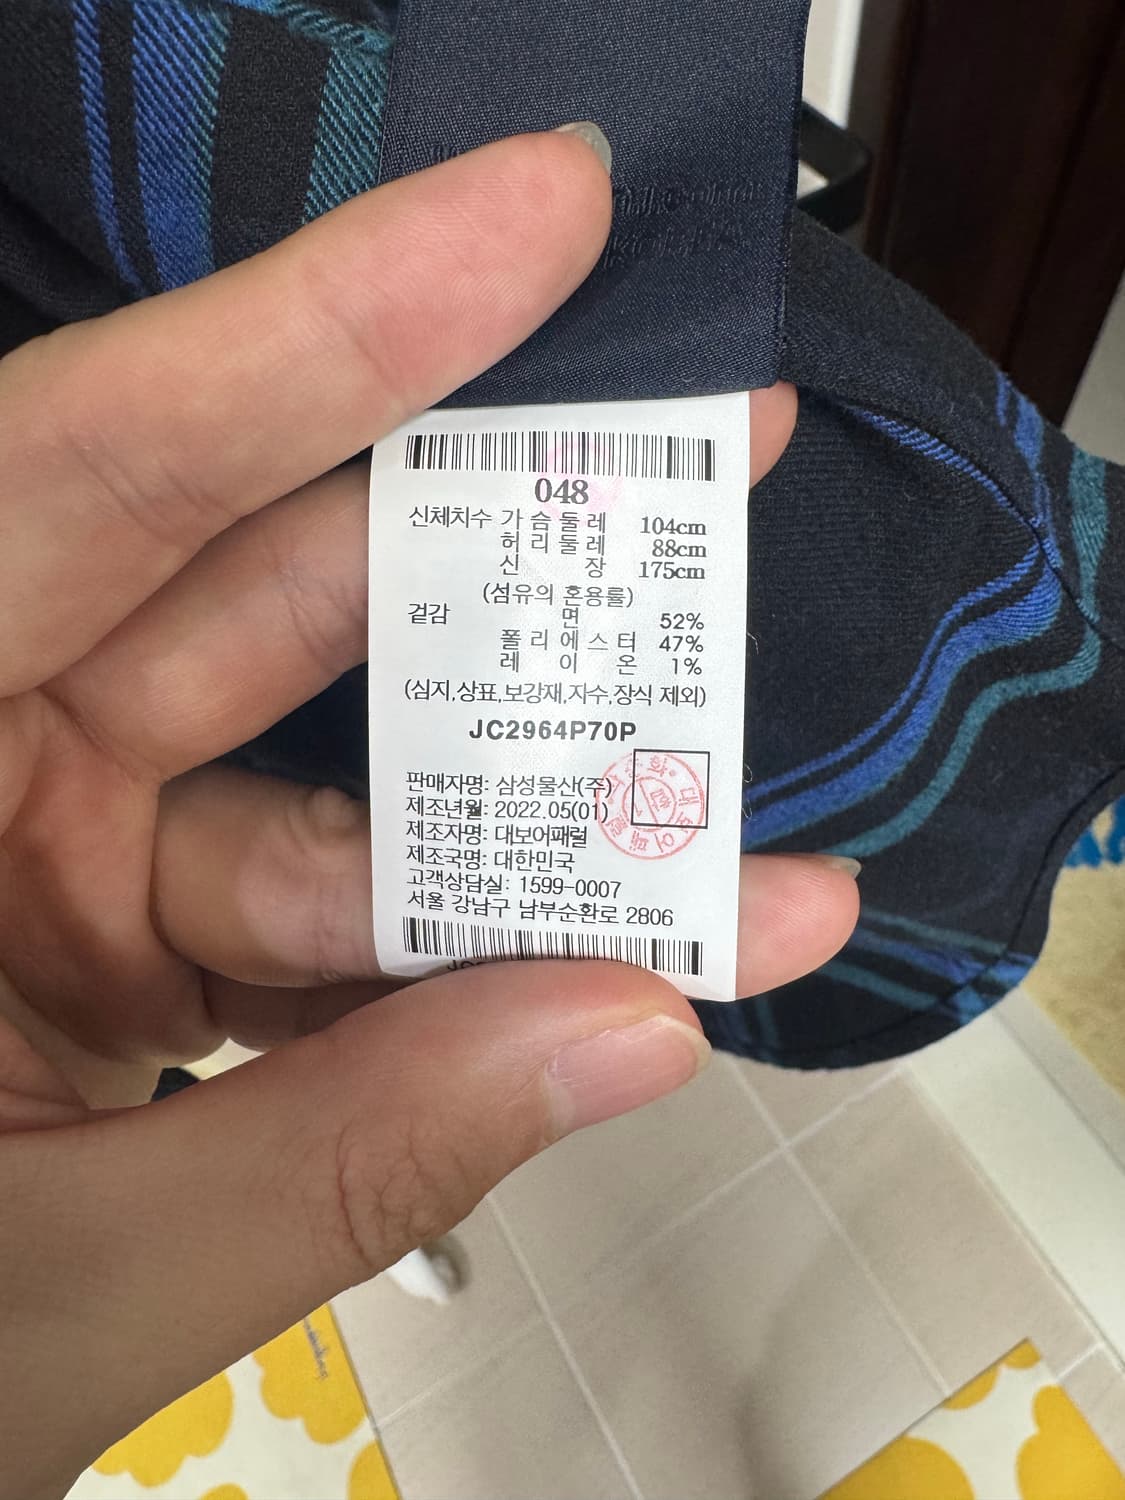 048
신체치수 가슴둘레 104cm
허리둘레 88cm
신장 175cm
(섬유의 혼용률)
겉감 면 52%
폴리에스터 47%
레이온 1%
(심지,상표,보강재,자수,장식 제외)
JC2964P70P
판매자명: 삼성물산(주)
제조년월: 2022.05(01)
제조자명: 대보어패럴
제조국명: 대한민국
고객상담실: 1599-0007
서울 강남구 남부순환로 2806